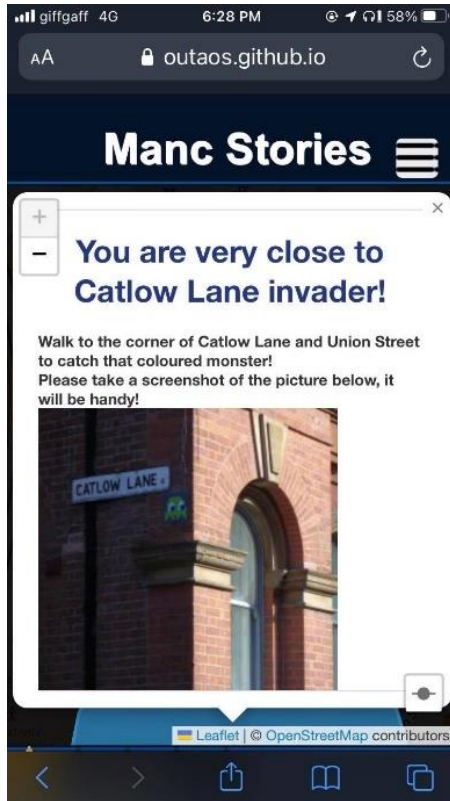 giffgaff 4G 6:28 PM 58%
AA outaos.github.io
Manc Stories
+
×
−
You are very close to
Catlow Lane invader!
Walk to the corner of Catlow Lane and Union Street
to catch that coloured monster!
Please take a screenshot of the picture below, it
will be handy!
CATLOW LANE
Leaflet | © OpenStreetMap contributors